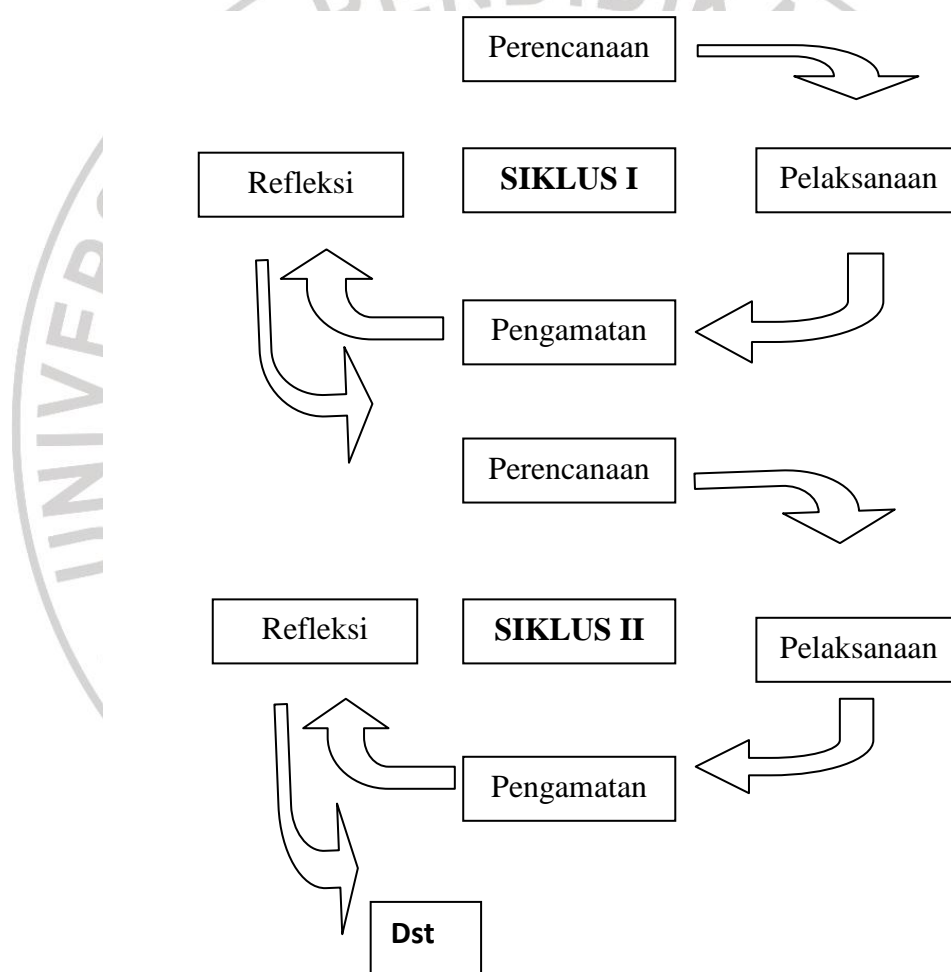 Perencanaan
Refleksi
SIKLUS I
Pelaksanaan
Pengamatan
Perencanaan
Refleksi
SIKLUS II
Pelaksanaan
Pengamatan
Dst